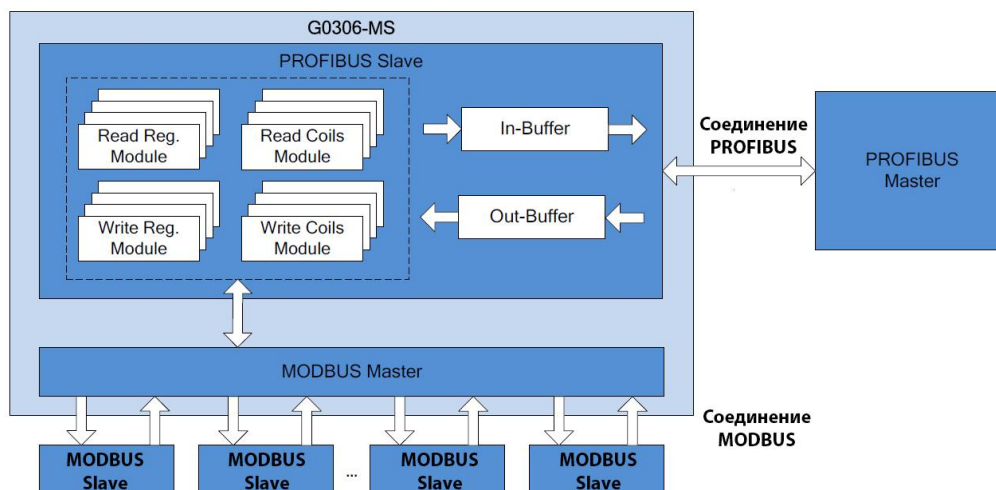 G0306-MS
PROFIBUS Slave
Read Reg.
Module
Read Coils
Module
In-Buffer
Write Reg.
Module
Write Coils
Module
Out-Buffer
Соединение
PROFIBUS
PROFIBUS
Master
MODBUS Master
Соединение
MODBUS
MODBUS
Slave
MODBUS
Slave
...
MODBUS
Slave
MODBUS
Slave